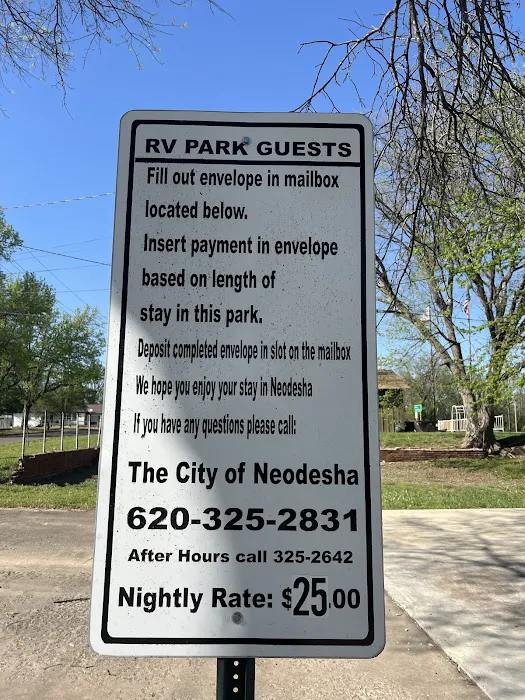 RV PARK GUESTS
Fill out envelope in mailbox
located below.
Insert payment in envelope
based on length of
stay in this park.
Deposit completed envelope in slot on the mailbox
We hope you enjoy your stay in Neodesha
If you have any questions please call:
The City of Neodesha
620-325-2831
After Hours call 325-2642
Nightly Rate: $25.00